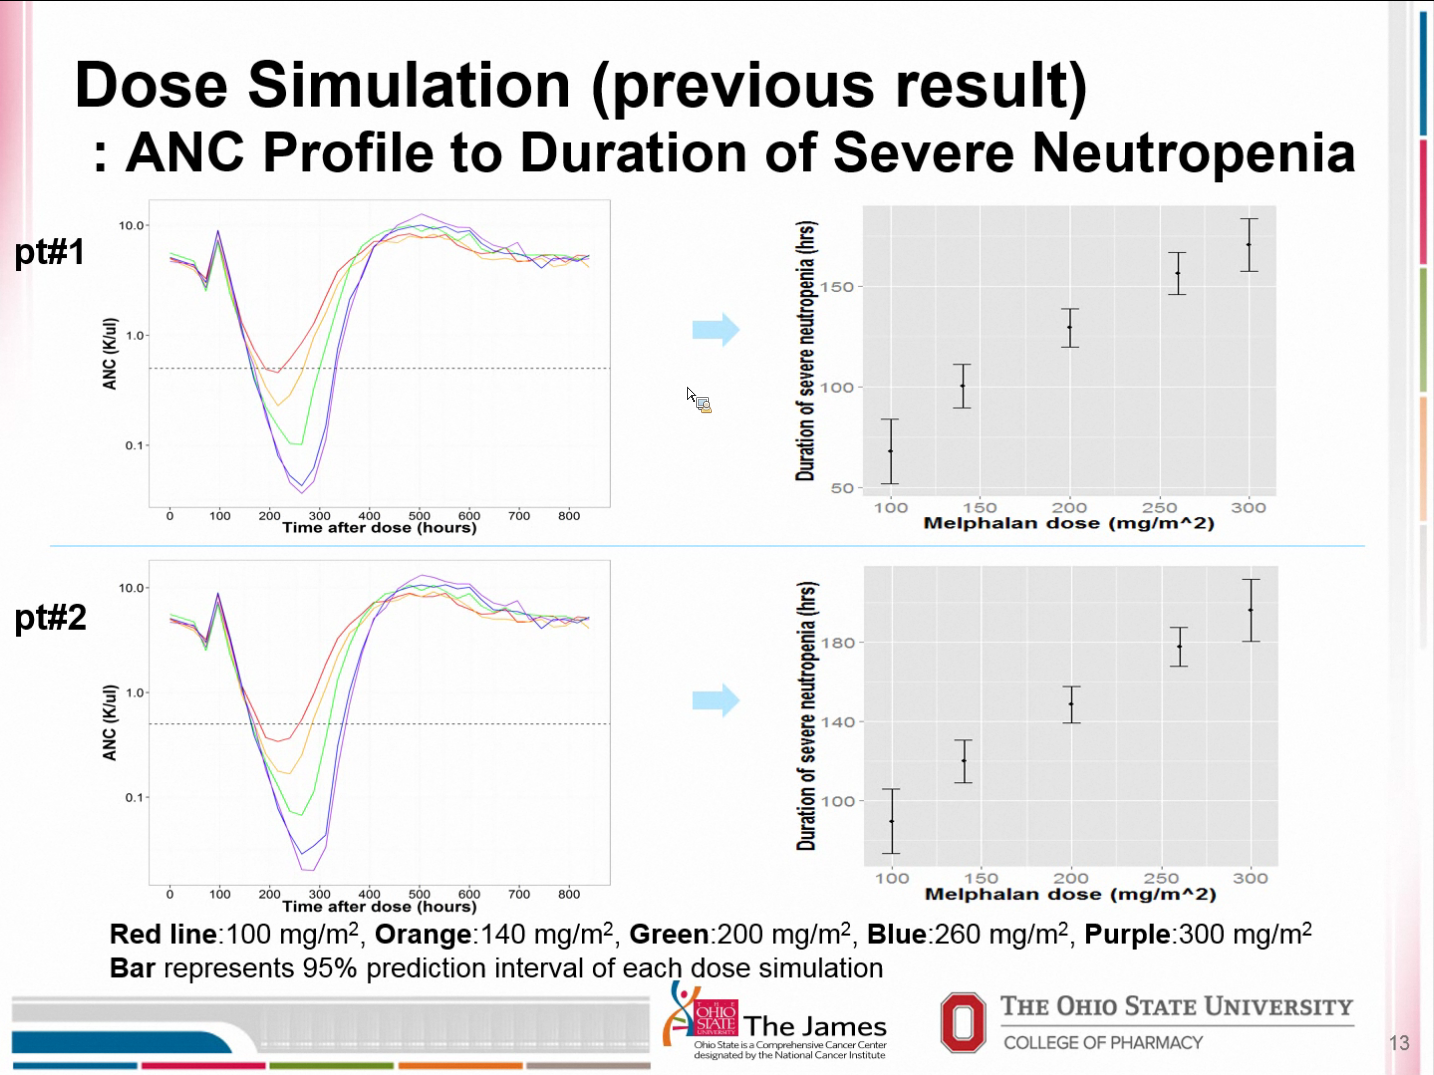 Dose Simulation (previous result)
: ANC Profile to Duration of Severe Neutropenia
pt#1
ANC (K/ul)
10.0
1.0
0.1
0 100 200 300 400 500 600 700 800
Time after dose (hours)
Duration of severe neutropenia (hrs)
150
100
50
100 150 200 250 300
Melphalan dose (mg/m^2)
pt#2
ANC (K/ul)
10.0
1.0
0.1
0 100 200 300 400 500 600 700 800
Time after dose (hours)
Duration of severe neutropenia (hrs)
180
140
100
100 150 200 250 300
Melphalan dose (mg/m^2)
Red line:100 mg/m², Orange:140 mg/m², Green:200 mg/m², Blue:260 mg/m², Purple:300 mg/m²
Bar represents 95% prediction interval of each dose simulation
THE
OHIO
STATE
UNIVERSITY
The James
Ohio State is a Comprehensive Cancer Center
designated by the National Cancer Institute
THE OHIO STATE UNIVERSITY
COLLEGE OF PHARMACY
13